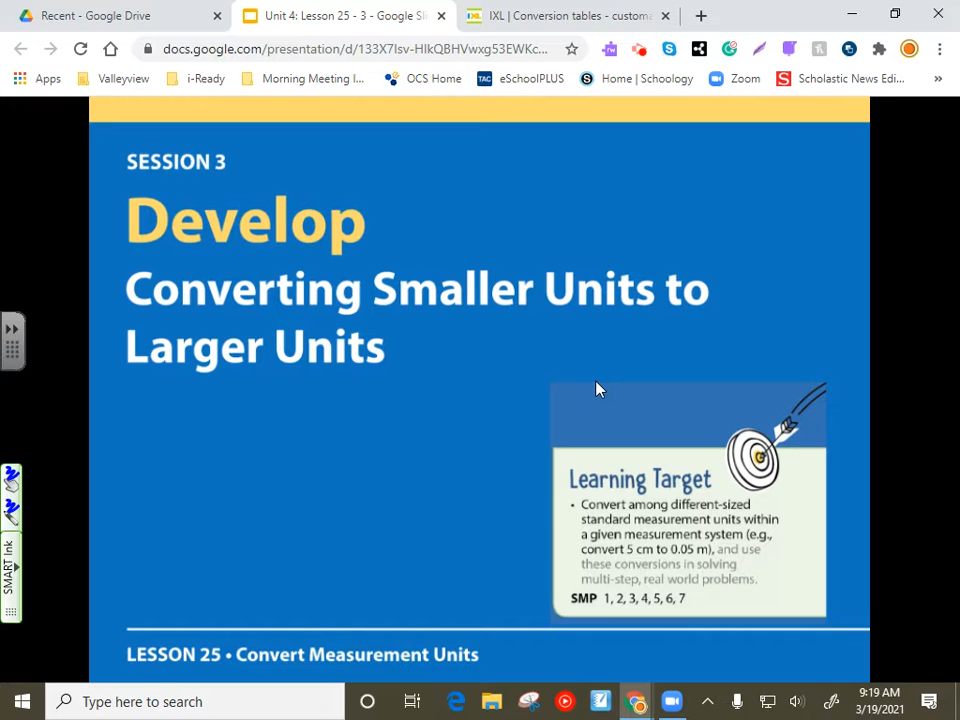 Recent - Google Drive
Unit 4: Lesson 25 - 3 - Google Sli
IXL | Conversion tables - customa
docs.google.com/presentation/d/133X7Isv-HlkQBHVwxg53EWKc...
Apps
Valleyview
i-Ready
Morning Meeting I...
OCS Home
TAC eSchoolPLUS
S Home | Schoology
Zoom
S Scholastic News Edi...
SESSION 3
Develop
Converting Smaller Units to
Larger Units
Learning Target
• Convert among different-sized
standard measurement units within
a given measurement system (e.g.,
convert 5 cm to 0.05 m), and use
these conversions in solving
multi-step, real world problems.
SMP 1, 2, 3, 4, 5, 6, 7
LESSON 25 • Convert Measurement Units
SMART Ink
Type here to search
9:19 AM
3/19/2021